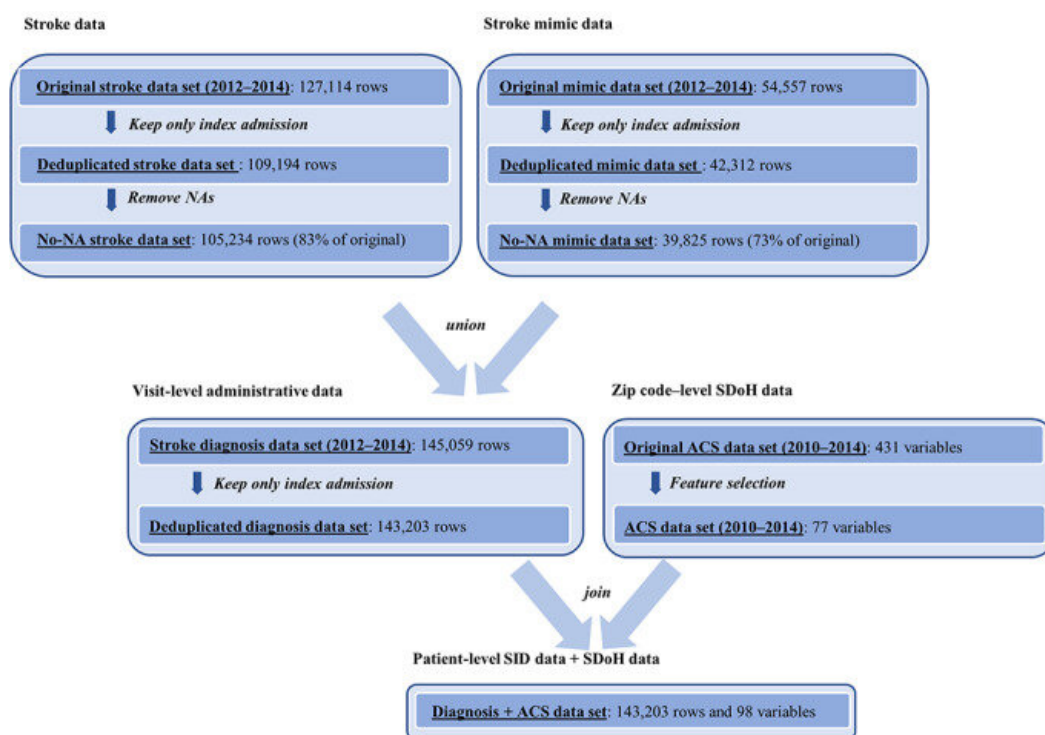 Stroke data
Original stroke data set (2012–2014): 127,114 rows
Keep only index admission
Deduplicated stroke data set : 109,194 rows
Remove NAs
No-NA stroke data set: 105,234 rows (83% of original)
Stroke mimic data
Original mimic data set (2012–2014): 54,557 rows
Keep only index admission
Deduplicated mimic data set : 42,312 rows
Remove NAs
No-NA mimic data set: 39,825 rows (73% of original)
union
Visit-level administrative data
Stroke diagnosis data set (2012–2014): 145,059 rows
Keep only index admission
Deduplicated diagnosis data set: 143,203 rows
Zip code–level SDoH data
Original ACS data set (2010–2014): 431 variables
Feature selection
ACS data set (2010–2014): 77 variables
join
Patient-level SID data + SDoH data
Diagnosis + ACS data set: 143,203 rows and 98 variables